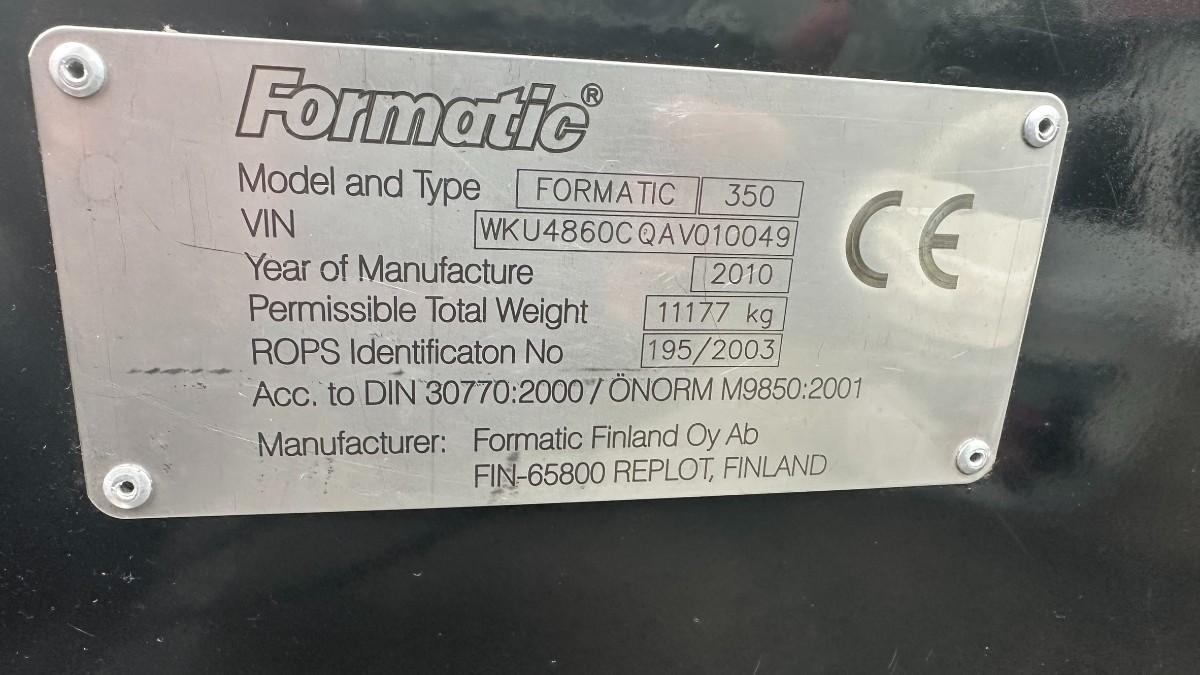 Formatic®
Model and Type FORMATIC 350
VIN WKU4860CQAV010049
Year of Manufacture 2010
Permissible Total Weight 11177 kg
ROPS Identificaton No 195/2003
Acc. to DIN 30770:2000 / ÖNORM M9850:2001
Manufacturer: Formatic Finland Oy Ab
FIN-65800 REPLOT, FINLAND
CE